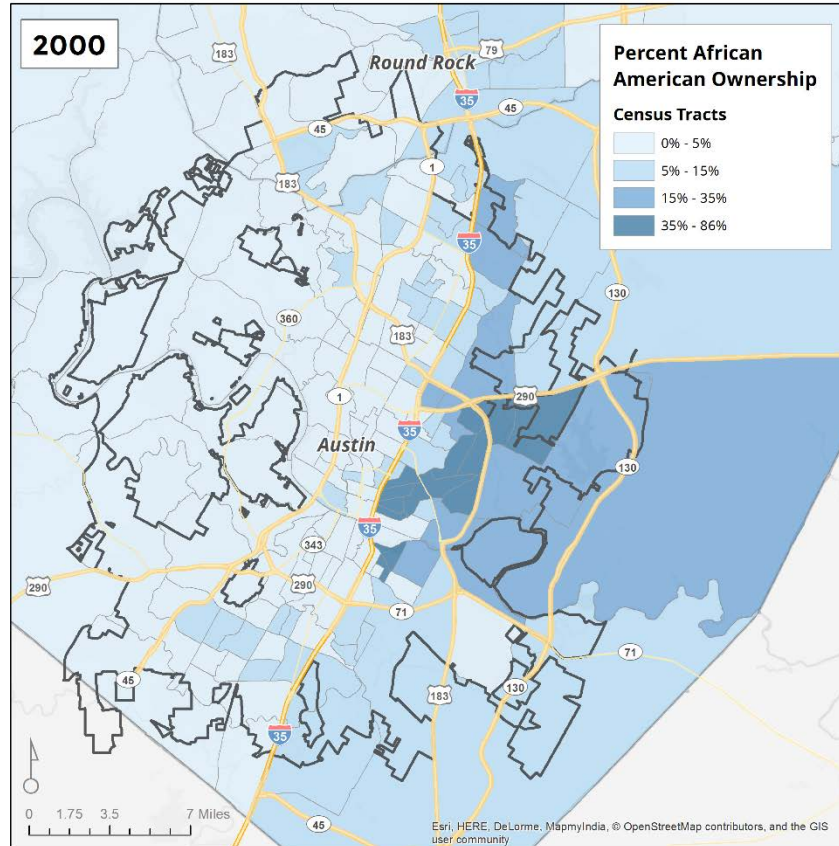 2000
183
Round Rock
79
Percent African
American Ownership
Census Tracts
0% - 5%
5% - 15%
15% - 35%
35% - 86%
35
45
45
1
183
35
130
360
183
290
1
Austin
35
130
35
343
290
290
71
71
45
183
130
35
0 1.75 3.5 7 Miles
45
Esri, HERE, DeLorme, MapmyIndia, © OpenStreetMap contributors, and the GIS
user community